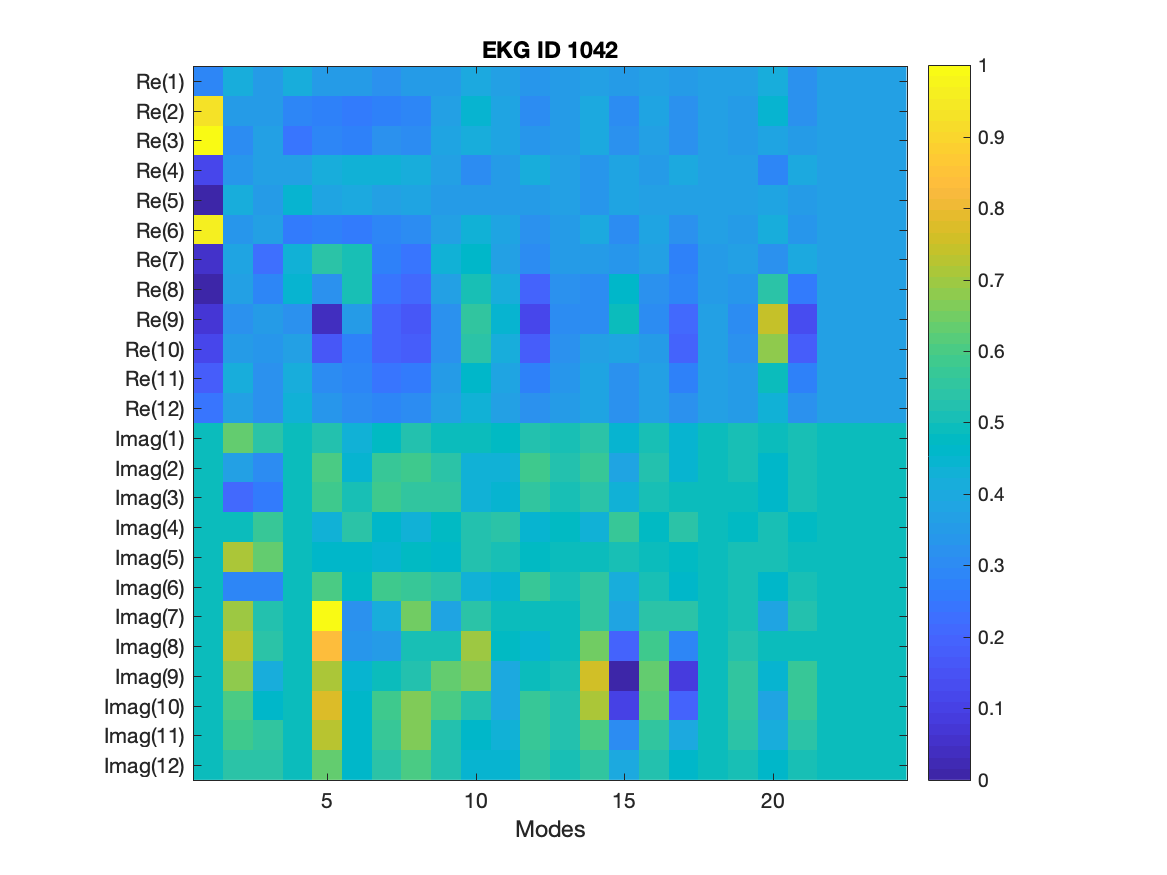 EKG ID 1042
Re(1)
Re(2)
Re(3)
Re(4)
Re(5)
Re(6)
Re(7)
Re(8)
Re(9)
Re(10)
Re(11)
Re(12)
Imag(1)
Imag(2)
Imag(3)
Imag(4)
Imag(5)
Imag(6)
Imag(7)
Imag(8)
Imag(9)
Imag(10)
Imag(11)
Imag(12)
5 10 15 20
Modes
1
0.9
0.8
0.7
0.6
0.5
0.4
0.3
0.2
0.1
0